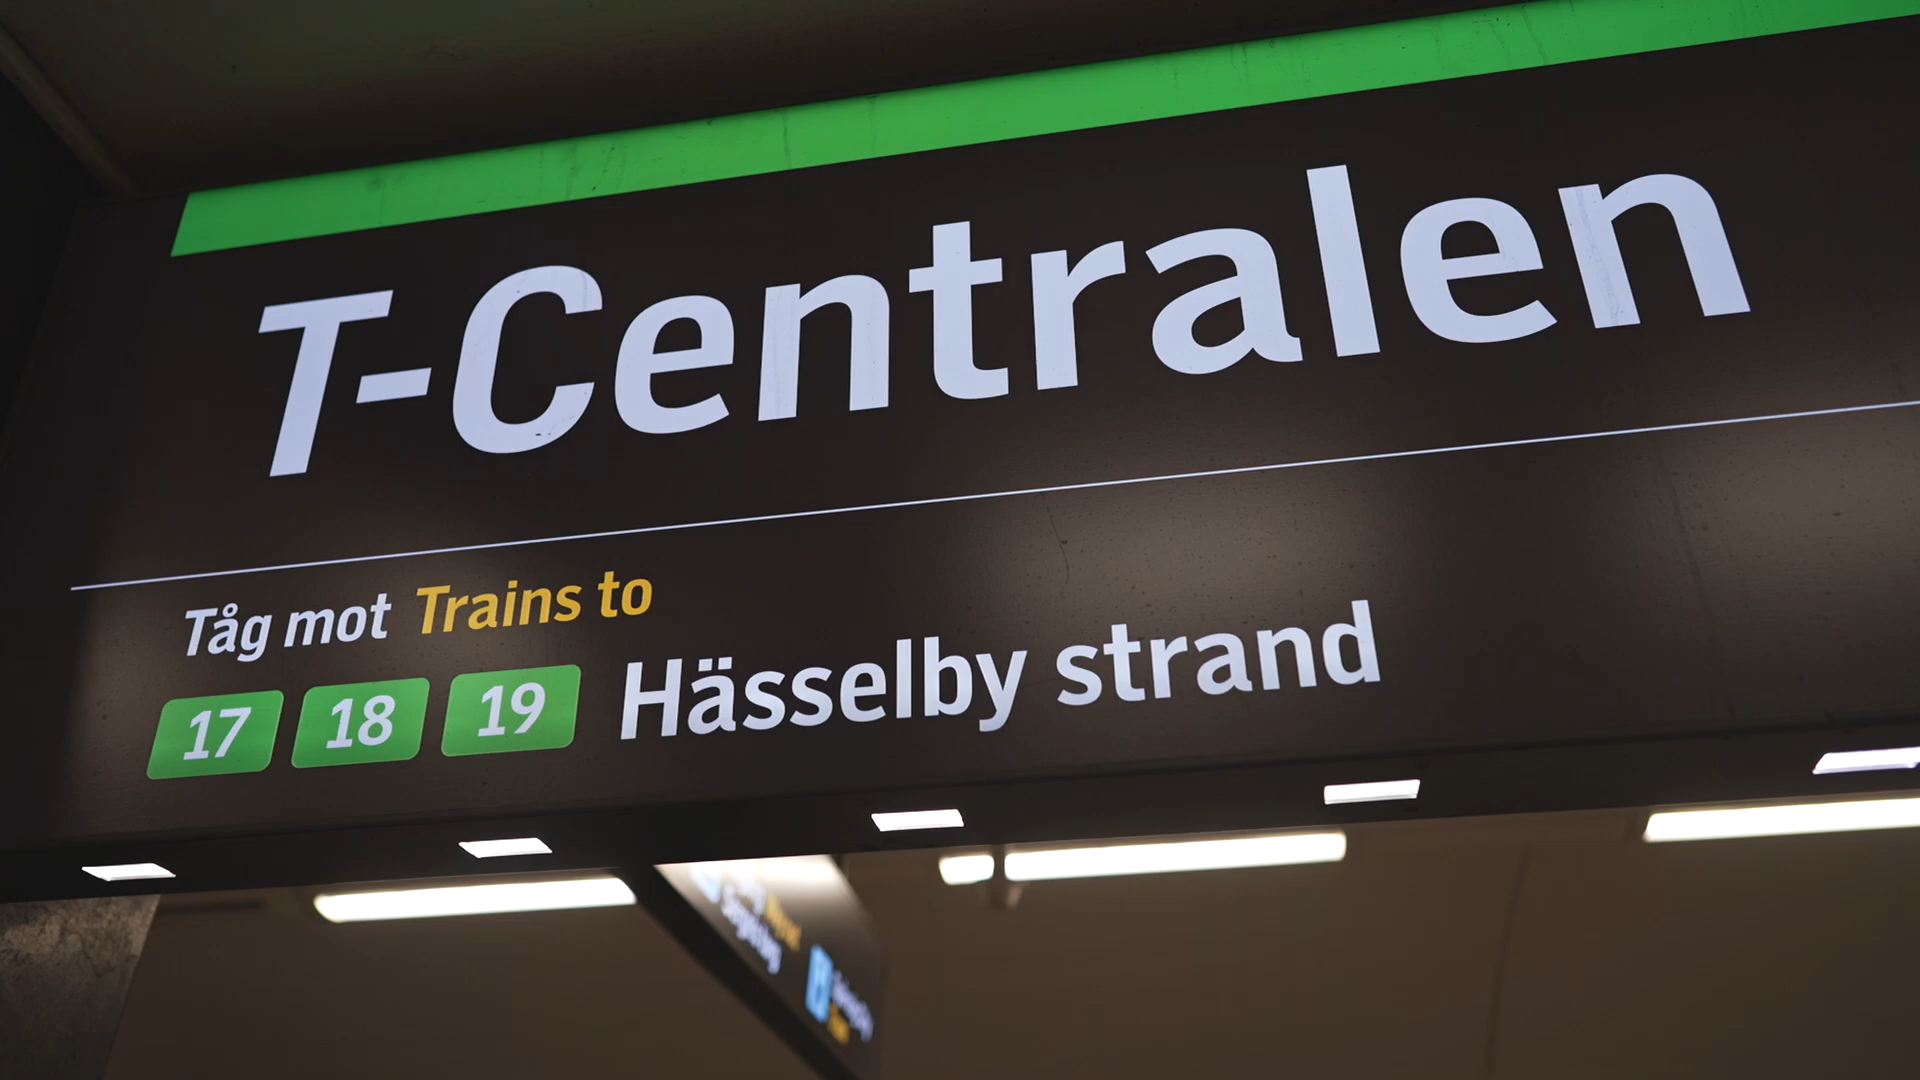 T-Centralen
Tåg mot Trains to
17 18 19 Hässelby strand